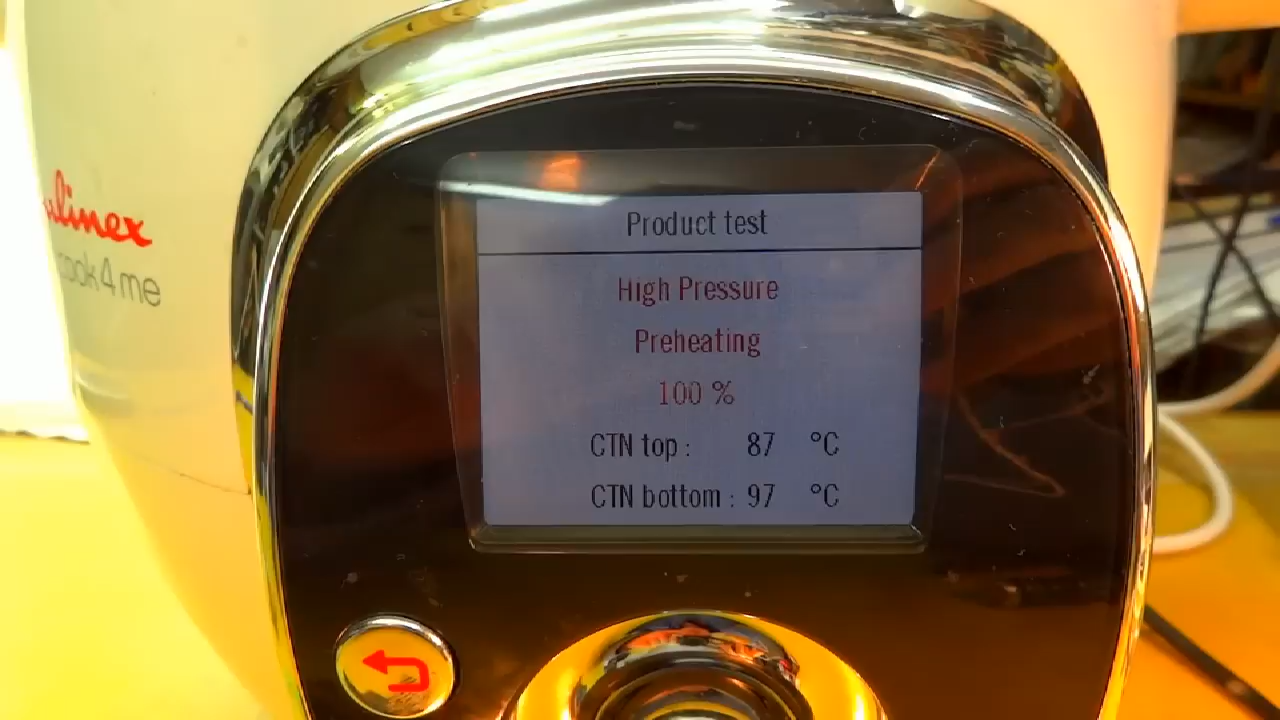 Product test
High Pressure
Preheating
100 %
CTN top : 87 °C
CTN bottom : 97 °C